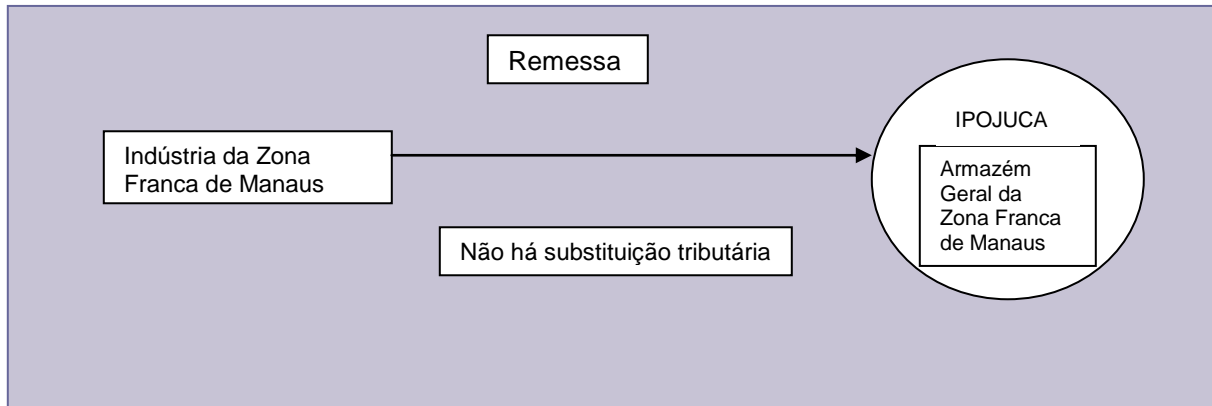 Remessa
Indústria da Zona
Franca de Manaus
IPOJUCA
Armazém
Geral da
Zona Franca
de Manaus
Não há substituição tributária